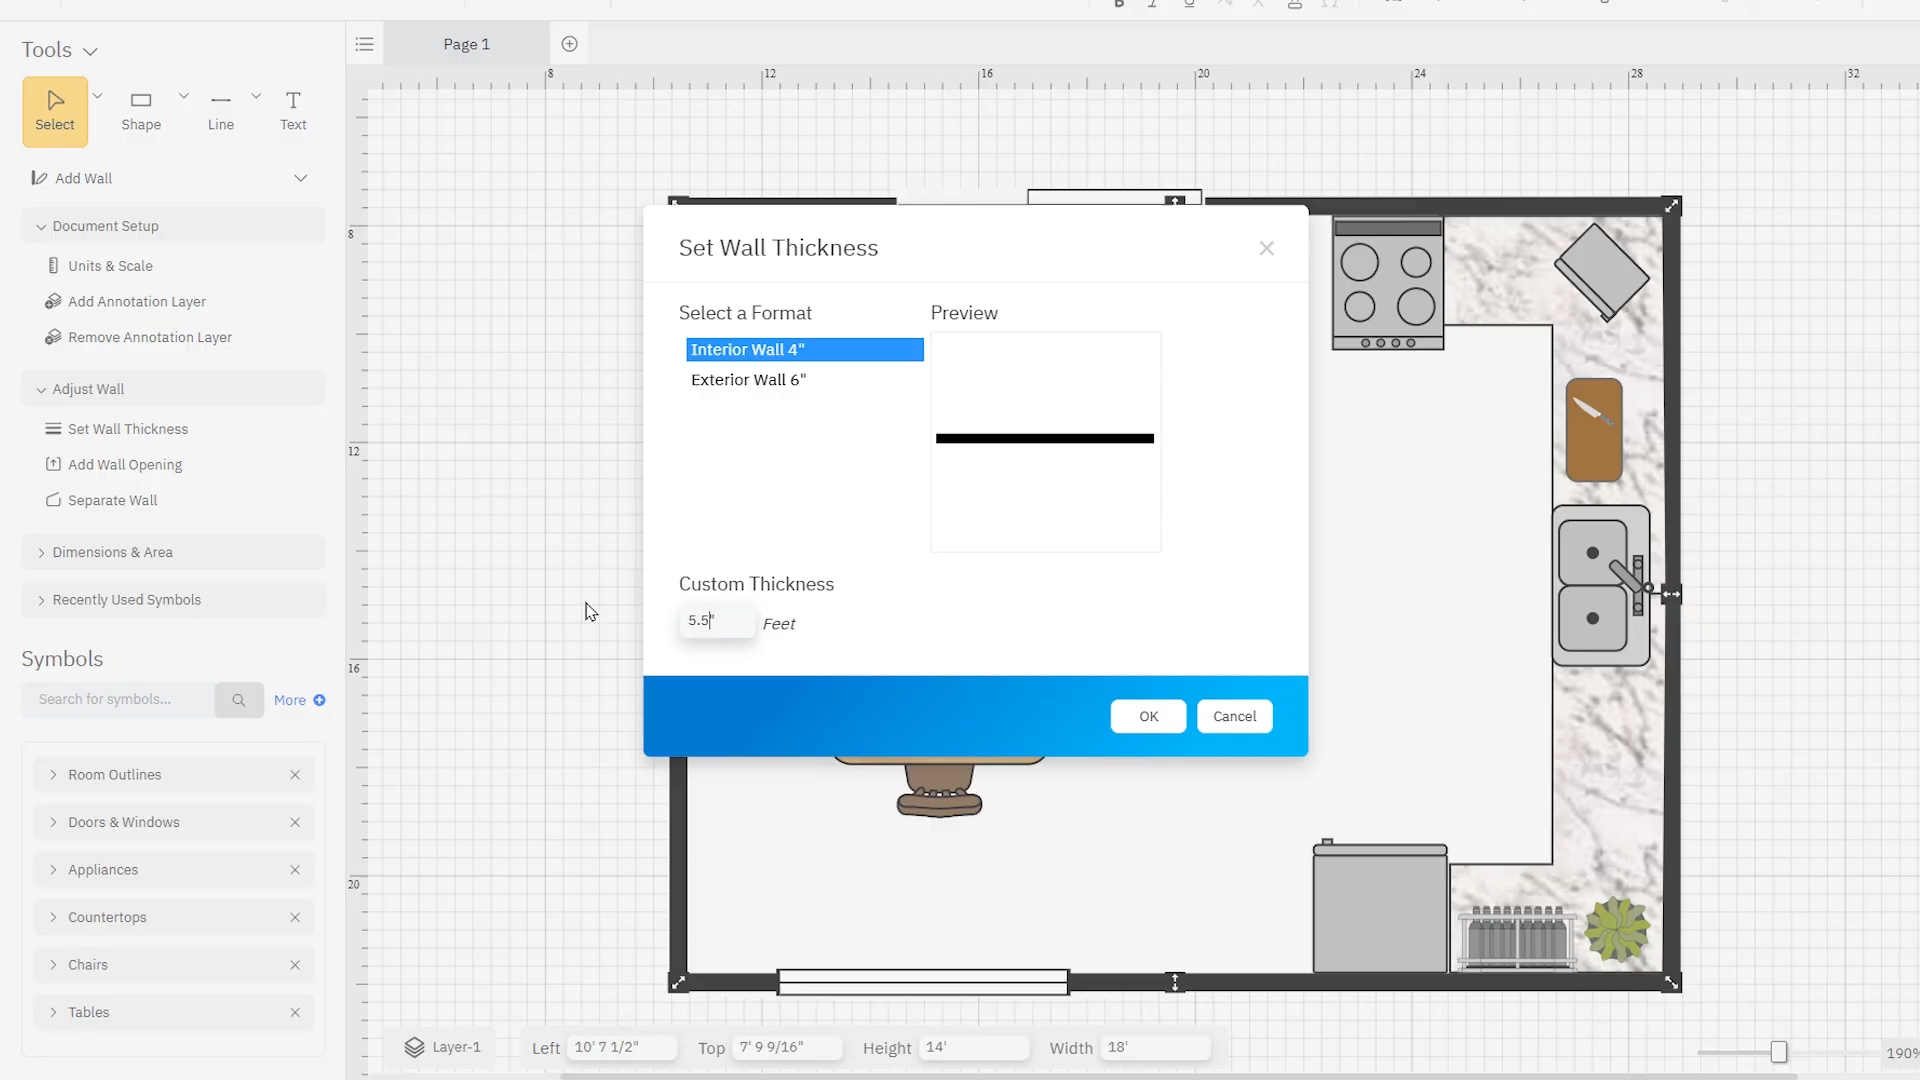 Tools
Page 1
Select
Shape
Line
Text
Add Wall
Document Setup
Units & Scale
Add Annotation Layer
Remove Annotation Layer
Adjust Wall
Set Wall Thickness
Add Wall Opening
Separate Wall
Dimensions & Area
Recently Used Symbols
Symbols
Search for symbols...
More
Room Outlines
Doors & Windows
Appliances
Countertops
Chairs
Tables
8
12
16
20
24
28
32
8
12
16
20
Set Wall Thickness
Select a Format
Preview
Interior Wall 4"
Exterior Wall 6"
Custom Thickness
5.5"
Feet
OK
Cancel
Layer-1
Left
10' 7 1/2"
Top
7' 9 9/16"
Height
14'
Width
18'
190%